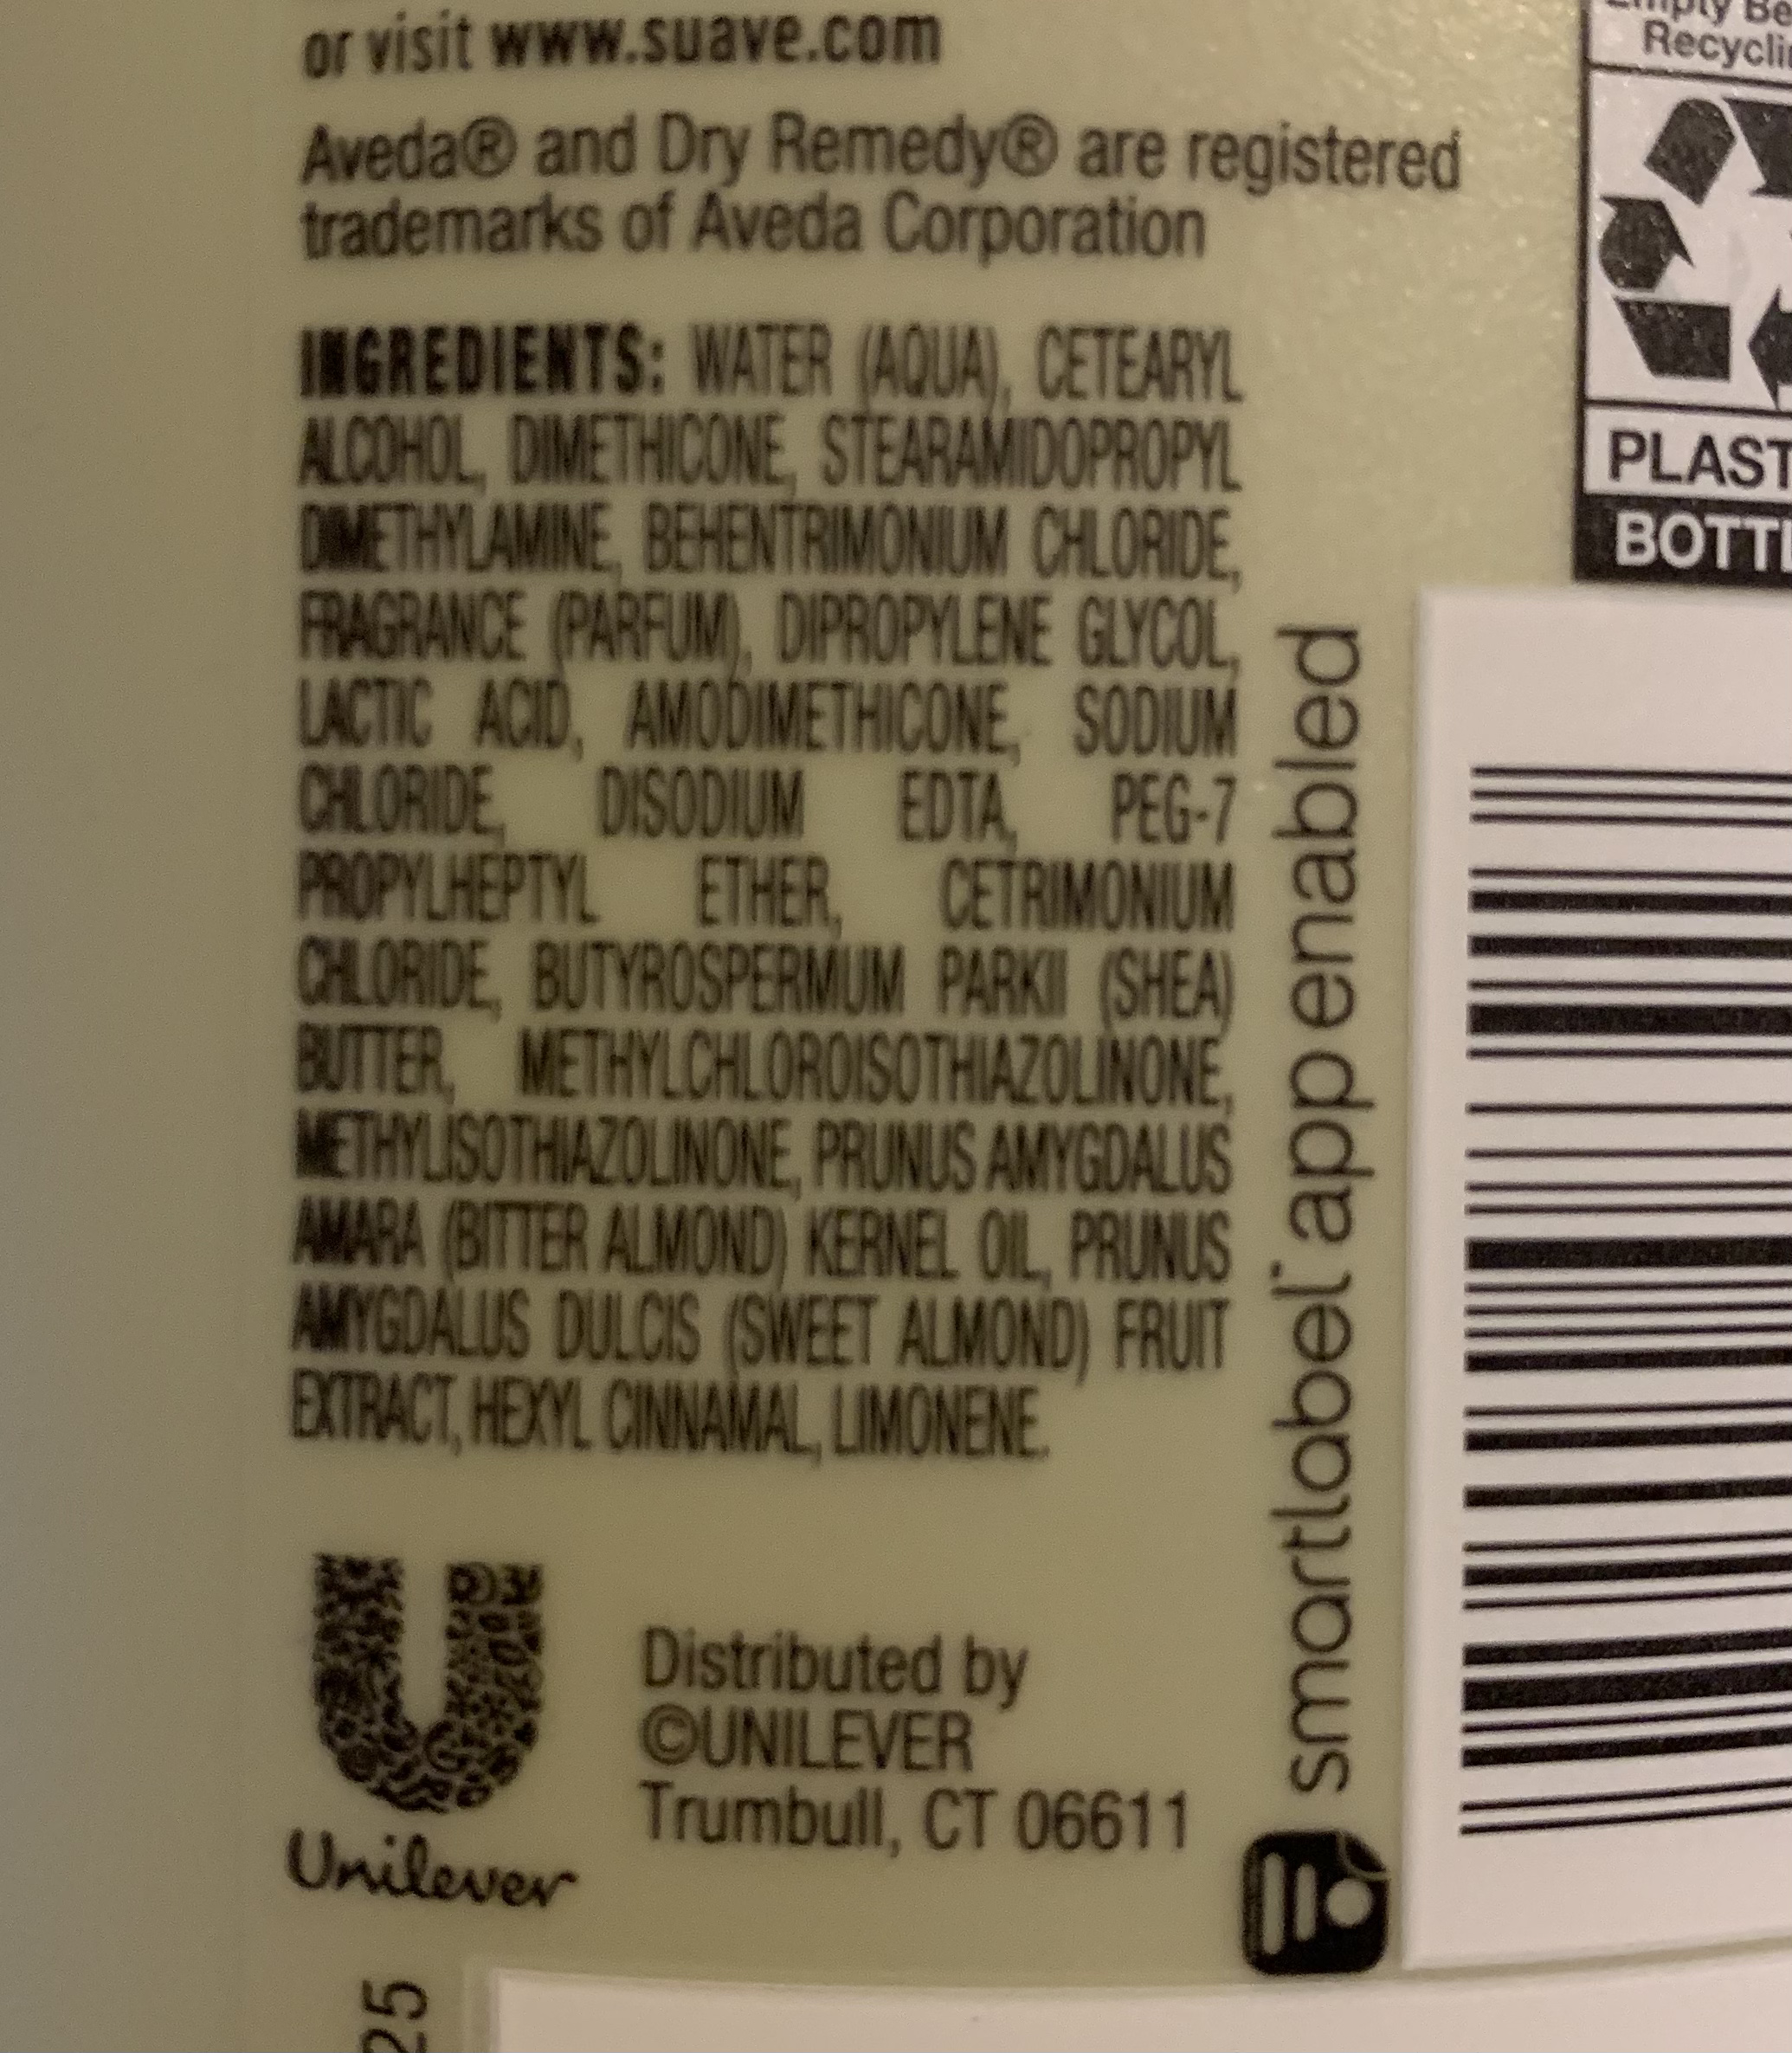 or visit www.suave.com
Aveda® and Dry Remedy® are registered
trademarks of Aveda Corporation
INGREDIENTS: WATER (AQUA), CETEARYL
ALCOHOL, DIMETHICONE, STEARAMIDOPROPYL
DIMETHYLAMINE, BEHENTRIMONIUM CHLORIDE,
FRAGRANCE (PARFUM), DIPROPYLENE GLYCOL,
LACTIC ACID, AMODIMETHICONE, SODIUM
CHLORIDE, DISODIUM EDTA, PEG-7
PROPYLHEPTYL ETHER, CETRIMONIUM
CHLORIDE, BUTYROSPERMUM PARKII (SHEA)
BUTTER, METHYLCHLOROISOTHIAZOLINONE,
METHYLISOTHIAZOLINONE, PRUNUS AMYGDALUS
AMARA (BITTER ALMOND) KERNEL OIL, PRUNUS
AMYGDALUS DULCIS (SWEET ALMOND) FRUIT
EXTRACT, HEXYL CINNAMAL, LIMONENE.
Unilever
Distributed by
©UNILEVER
Trumbull, CT 06611
smartlabel app enabled
Empty Be
Recycli
PLAST
BOTTL
25